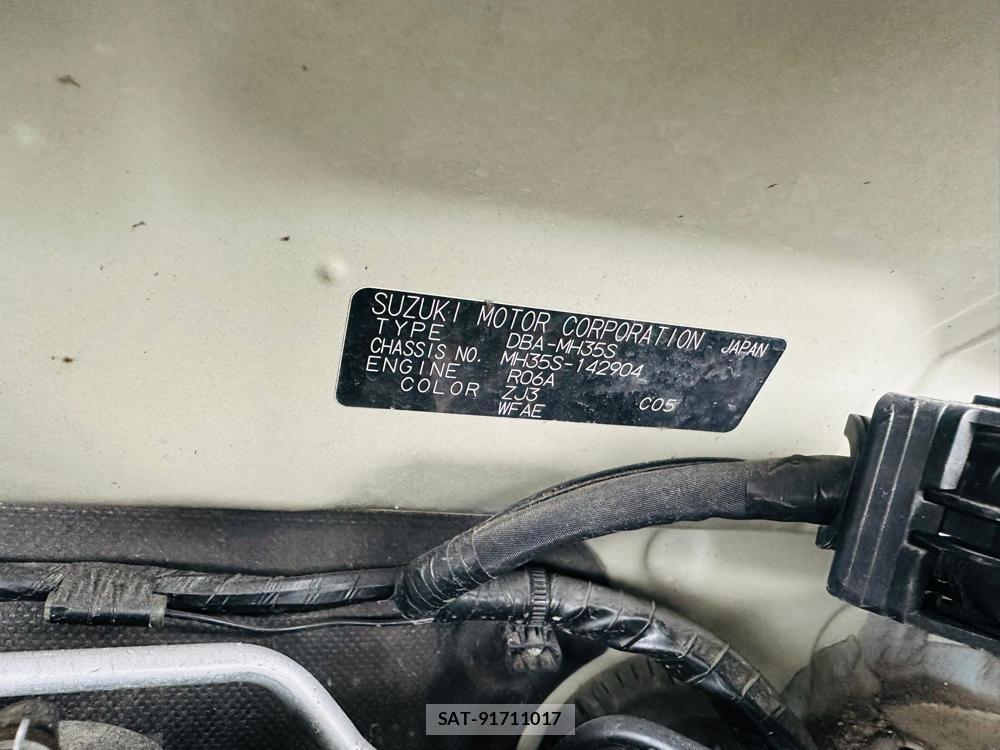 SUZUKI MOTOR CORPORATION JAPAN
TYPE DBA-MH35S
CHASSIS NO. MH35S-142904
ENGINE R06A
COLOR ZJ3 C05
WFAE
SAT-91711017